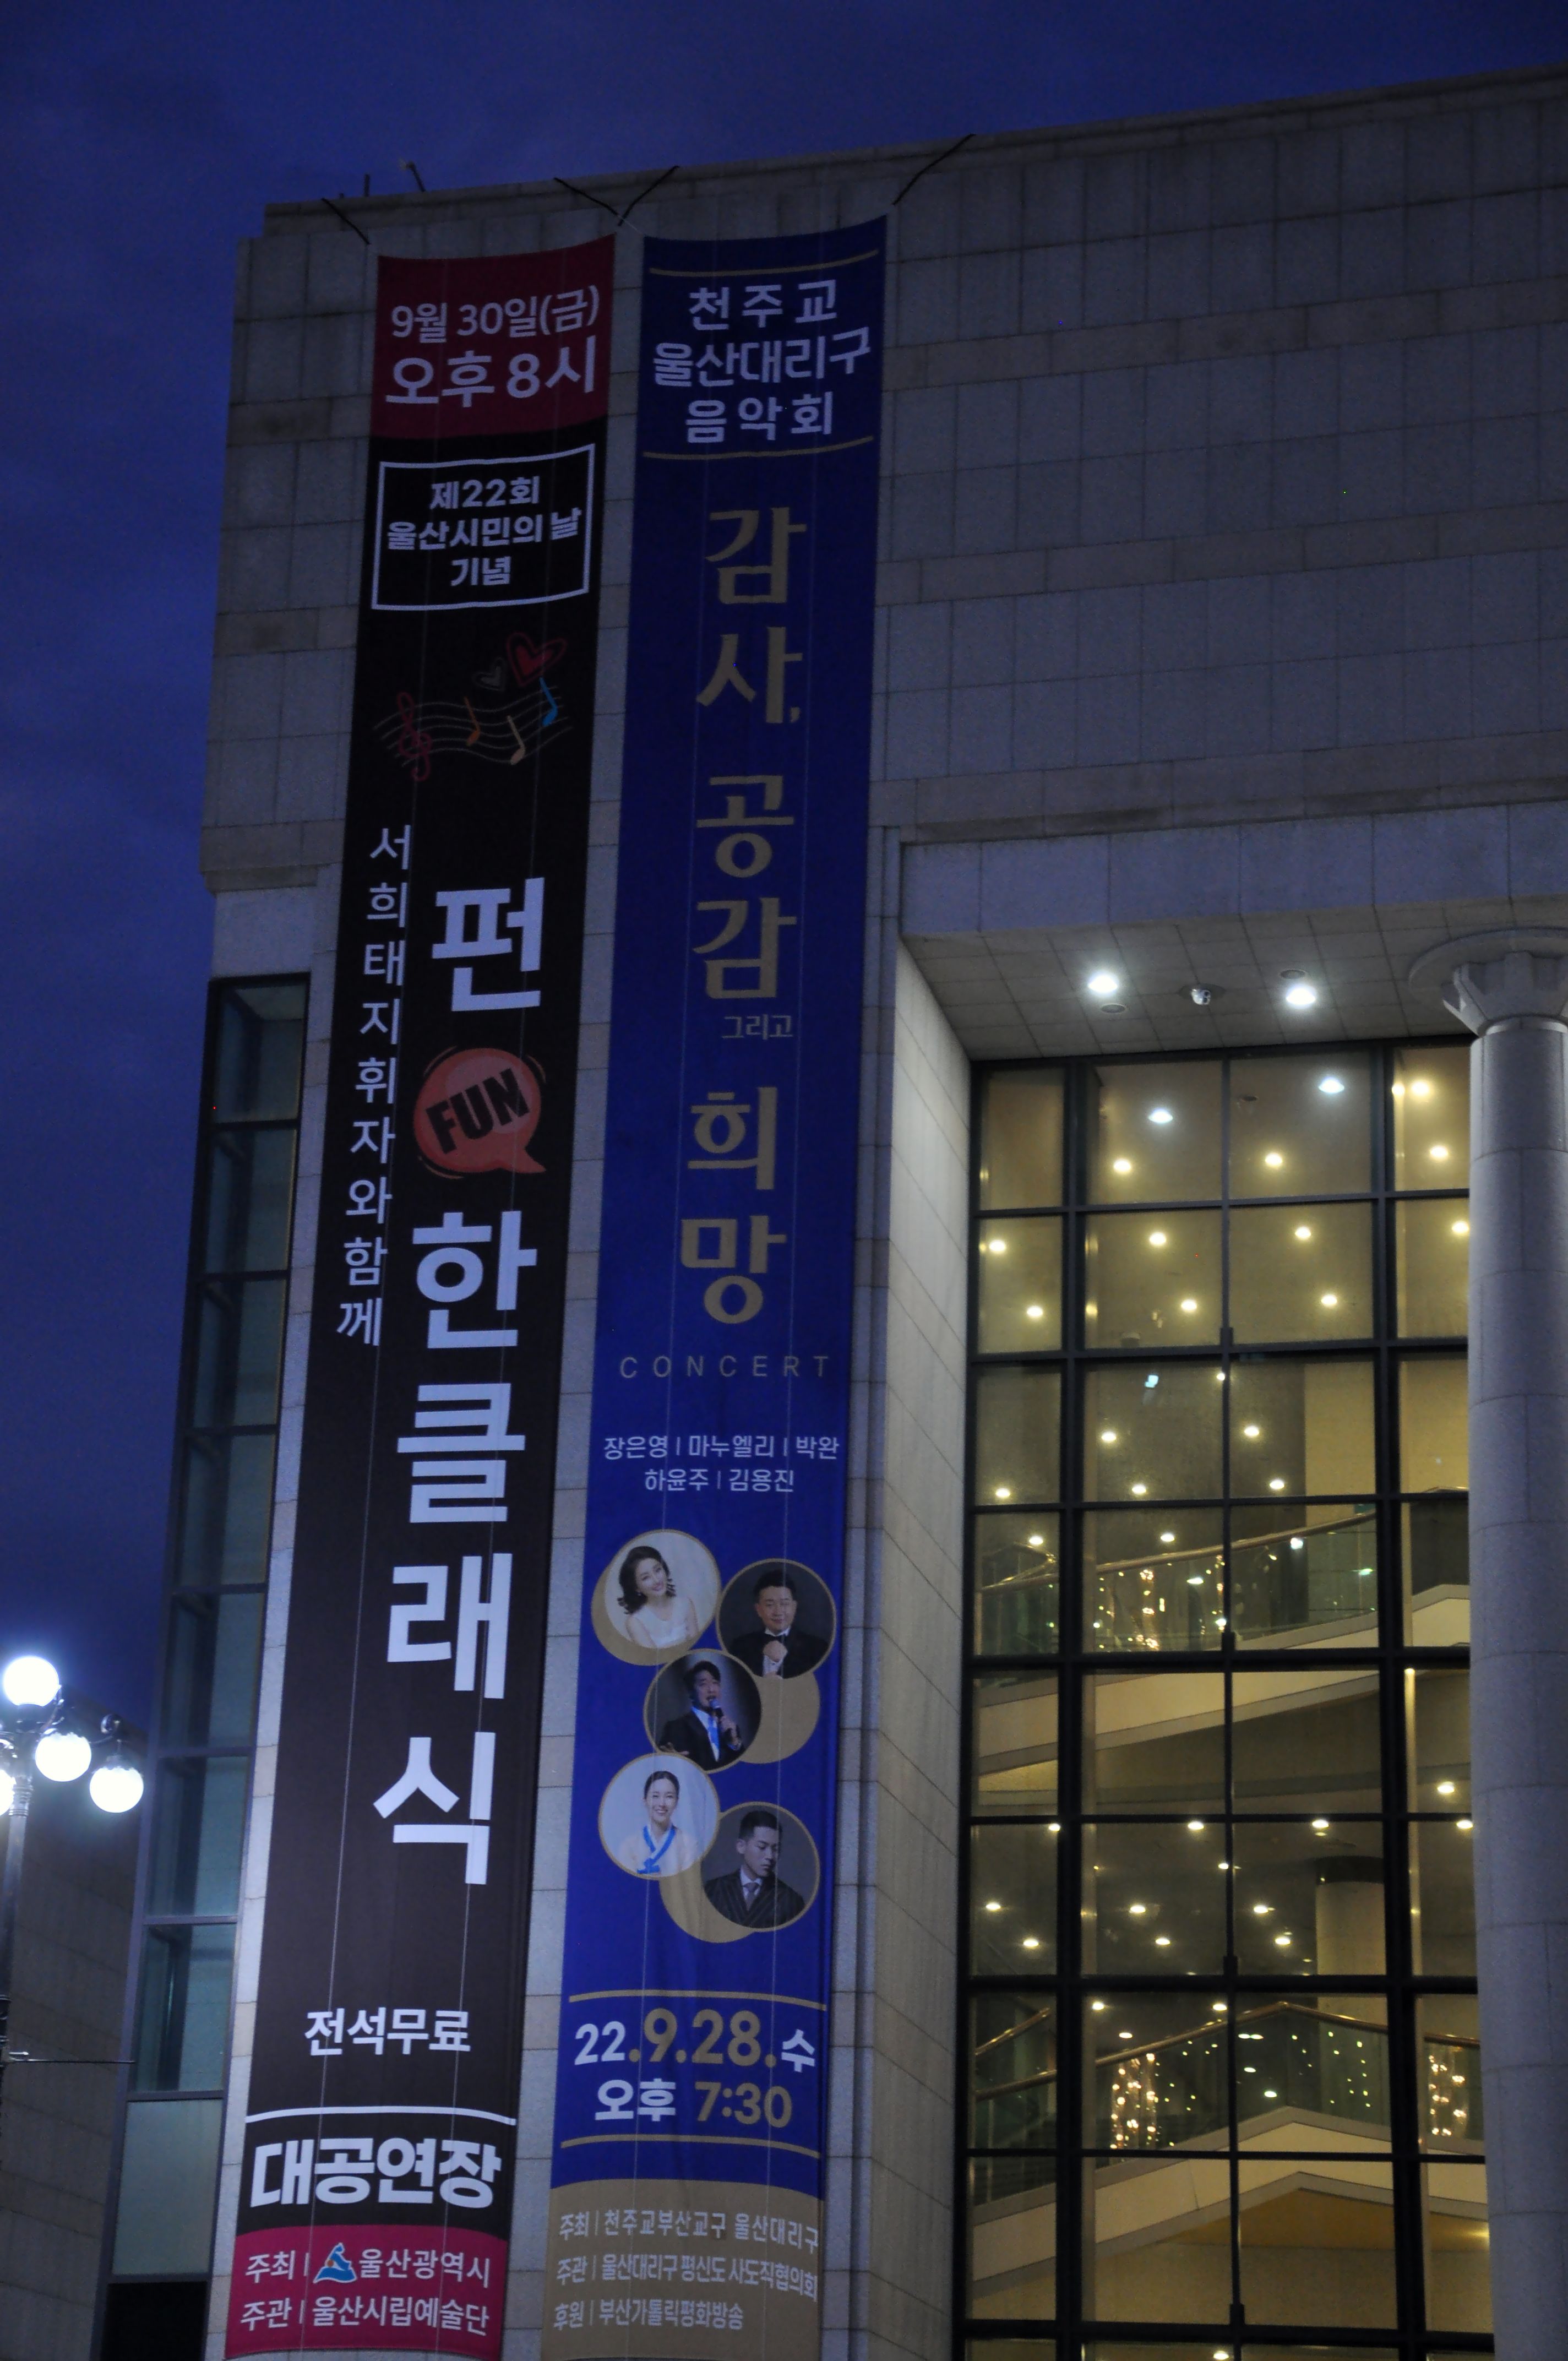 9월 30일(금)
오후 8시
제22회
울산시민의 날
기념
서희태 지휘자와 함께
펀
FUN
한클래식
전석무료
대공연장
주최 | 울산광역시
주관 | 울산시립예술단
천주교
울산대리구
음악회
감사,
공감
그리고
희망
CONCERT
장은영 | 마누엘리 | 박완
하윤주 | 김용진
22.9.28.수
오후 7:30
주최 | 천주교부산교구 울산대리구
주관 | 울산대리구 평신도 사도직협의회
후원 | 부산가톨릭평화방송